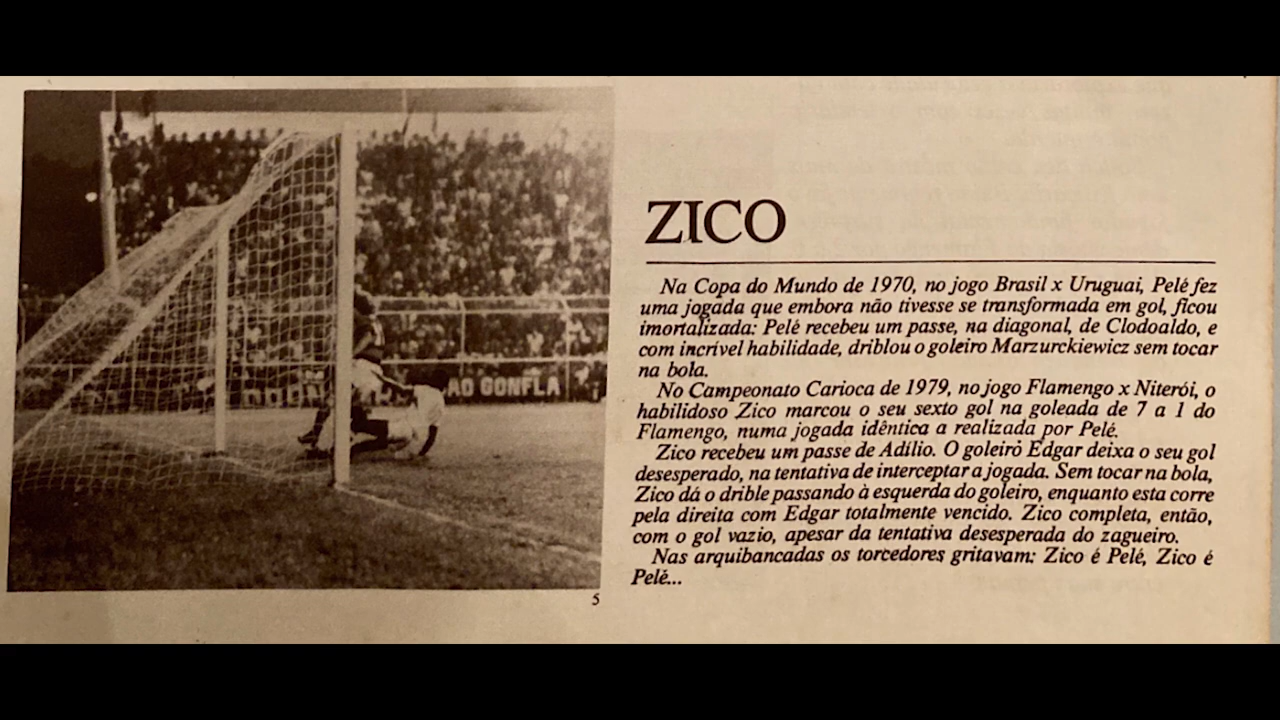 ZICO
Na Copa do Mundo de 1970, no jogo Brasil x Uruguai, Pelé fez
uma jogada que embora não tivesse se transformada em gol, ficou
imortalizada: Pelé recebeu um passe, na diagonal, de Clodoaldo, e
com incrível habilidade, driblou o goleiro Marzurckiewicz sem tocar
na bola.
No Campeonato Carioca de 1979, no jogo Flamengo x Niterói, o
habilidoso Zico marcou o seu sexto gol na goleada de 7 a 1 do
Flamengo, numa jogada idêntica a realizada por Pelé.
Zico recebeu um passe de Adílio. O goleiro Edgar deixa o seu gol
desesperado, na tentativa de interceptar a jogada. Sem tocar na bola,
Zico dá o drible passando à esquerda do goleiro, enquanto esta corre
pela direita com Edgar totalmente vencido. Zico completa, então,
com o gol vazio, apesar da tentativa desesperada do zagueiro.
Nas arquibancadas os torcedores gritavam: Zico é Pelé, Zico é
Pelé...
AO GONFLA
5